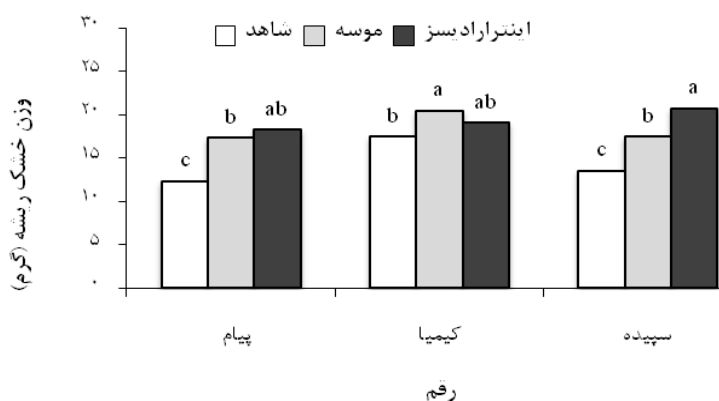 شاهد
موسه
اینترارادیسز
وزن خشک ریشه (گرم)
۳۰
۲۵
۲۰
۱۵
۱۰
۵
۰
c
b
ab
b
a
ab
c
b
a
پیام
کیمیا
سپیده
رقم